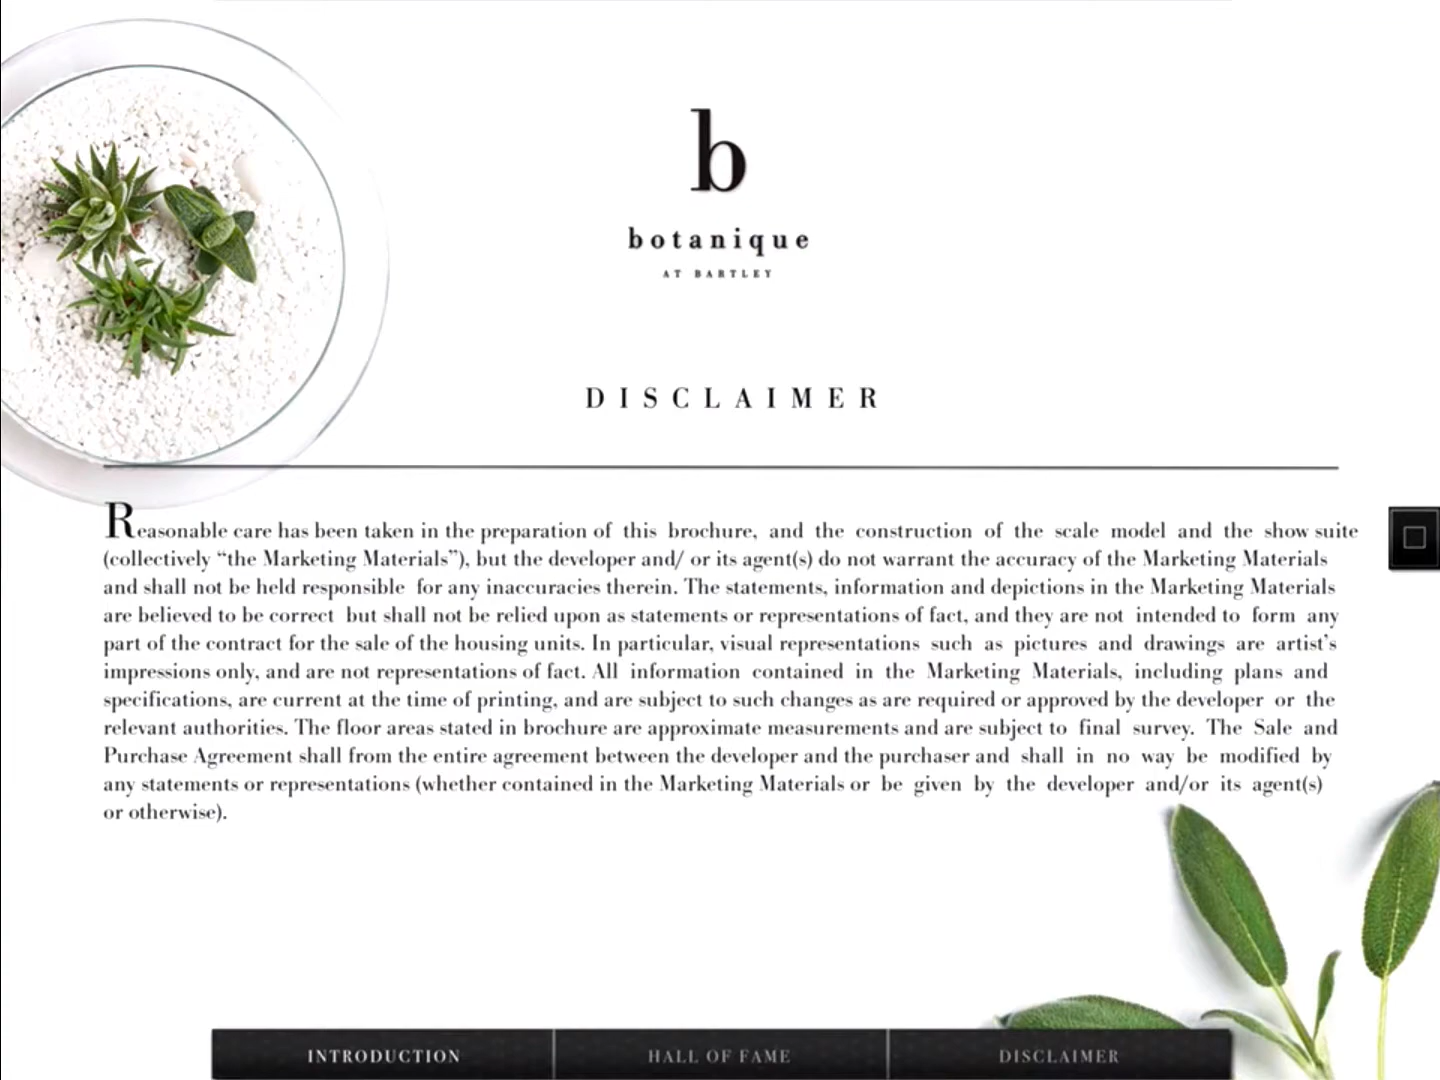 b
botanique
AT BARTLEY
DISCLAIMER
Reasonable care has been taken in the preparation of this brochure, and the construction of the scale model and the show suite
(collectively “the Marketing Materials”), but the developer and/ or its agent(s) do not warrant the accuracy of the Marketing Materials
and shall not be held responsible for any inaccuracies therein. The statements, information and depictions in the Marketing Materials
are believed to be correct but shall not be relied upon as statements or representations of fact, and they are not intended to form any
part of the contract for the sale of the housing units. In particular, visual representations such as pictures and drawings are artist’s
impressions only, and are not representations of fact. All information contained in the Marketing Materials, including plans and
specifications, are current at the time of printing, and are subject to such changes as are required or approved by the developer or the
relevant authorities. The floor areas stated in brochure are approximate measurements and are subject to final survey. The Sale and
Purchase Agreement shall from the entire agreement between the developer and the purchaser and shall in no way be modified by
any statements or representations (whether contained in the Marketing Materials or be given by the developer and/or its agent(s)
or otherwise).
INTRODUCTION
HALL OF FAME
DISCLAIMER